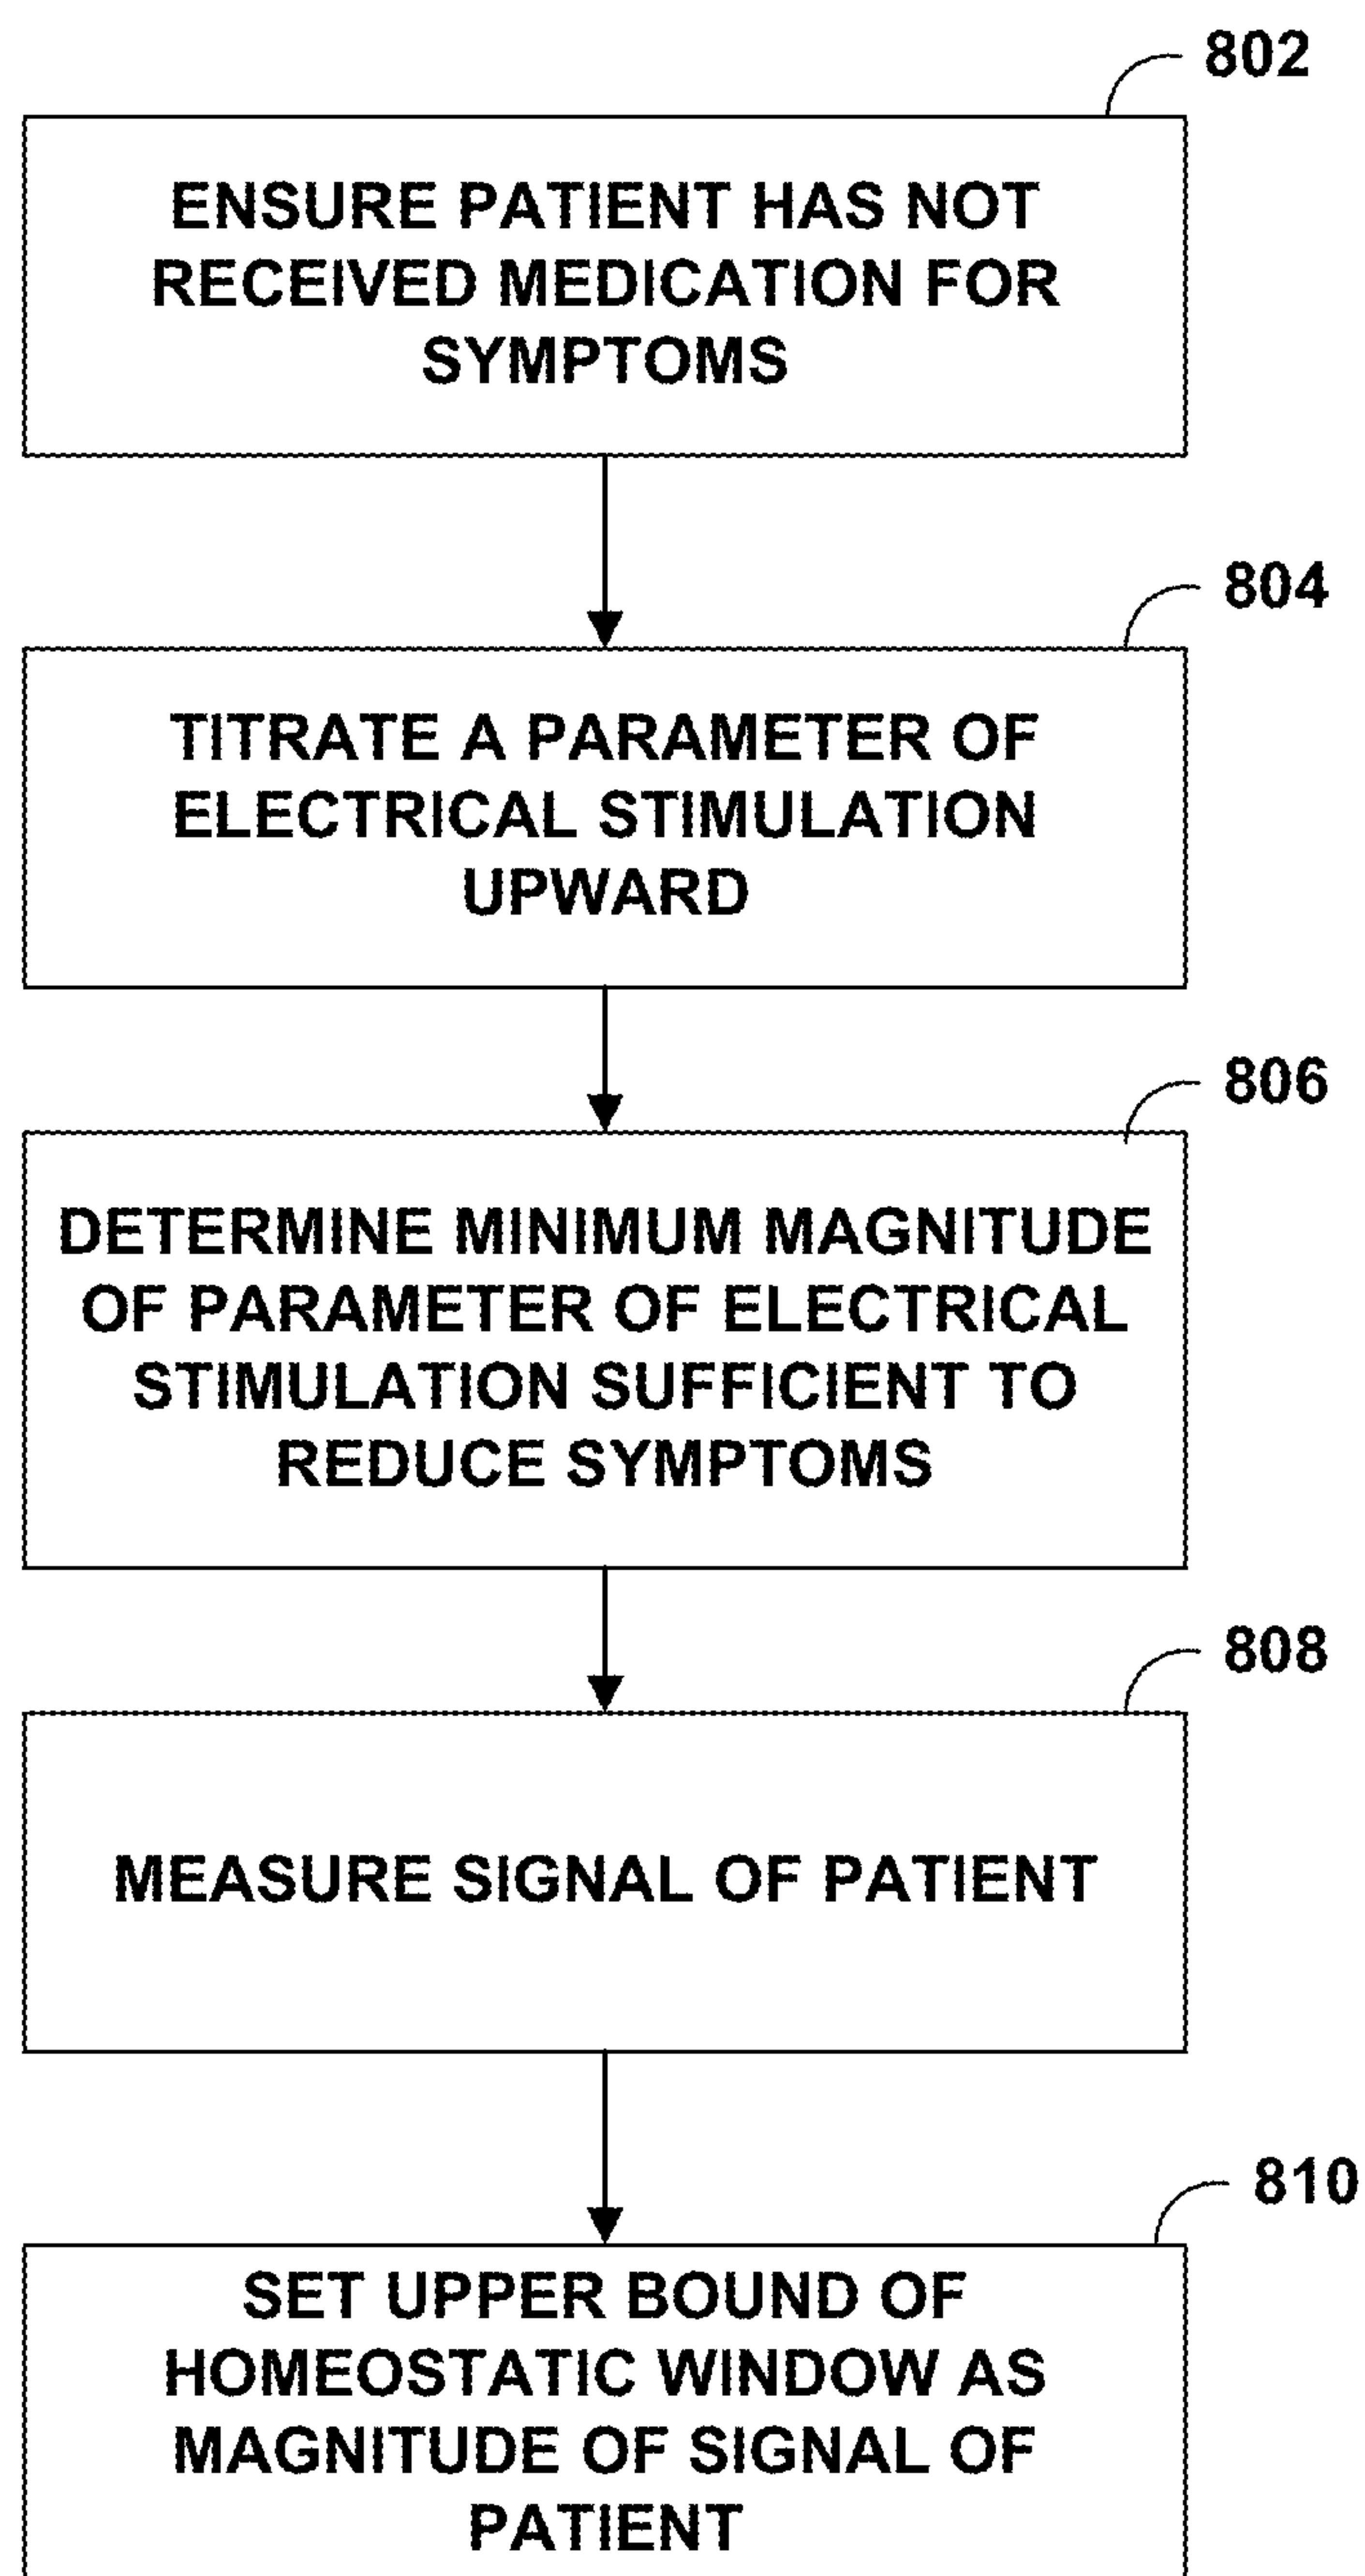 802
ENSURE PATIENT HAS NOT
RECEIVED MEDICATION FOR
SYMPTOMS
804
TITRATE A PARAMETER OF
ELECTRICAL STIMULATION
UPWARD
806
DETERMINE MINIMUM MAGNITUDE
OF PARAMETER OF ELECTRICAL
STIMULATION SUFFICIENT TO
REDUCE SYMPTOMS
808
MEASURE SIGNAL OF PATIENT
810
SET UPPER BOUND OF
HOMEOSTATIC WINDOW AS
MAGNITUDE OF SIGNAL OF
PATIENT